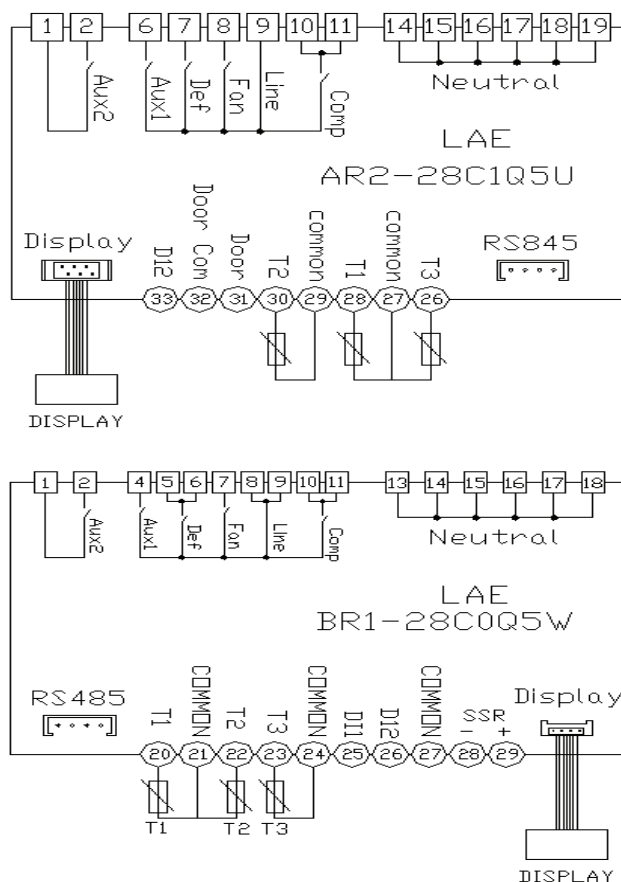 1 2 6 7 8 9 10 11 14 15 16 17 18 19
Aux2 Aux1 Def Fan Line Comp
Neutral
LAE
AR2-28C1Q5U
Display
D12 Door Com Door T2 common T1 common T3
RS845
33 32 31 30 29 28 27 26
DISPLAY
1 2 4 5 6 7 8 9 10 11 13 14 15 16 17 18
Aux2 Aux1 Def Fan Line Comp
Neutral
LAE
BR1-28C0Q5W
RS485
T1 COMMON T2 T3 COMMON DI1 D12 COMMON SSR
- +
Display
20 21 22 23 24 25 26 27 28 29
T1 T2 T3
DISPLAY